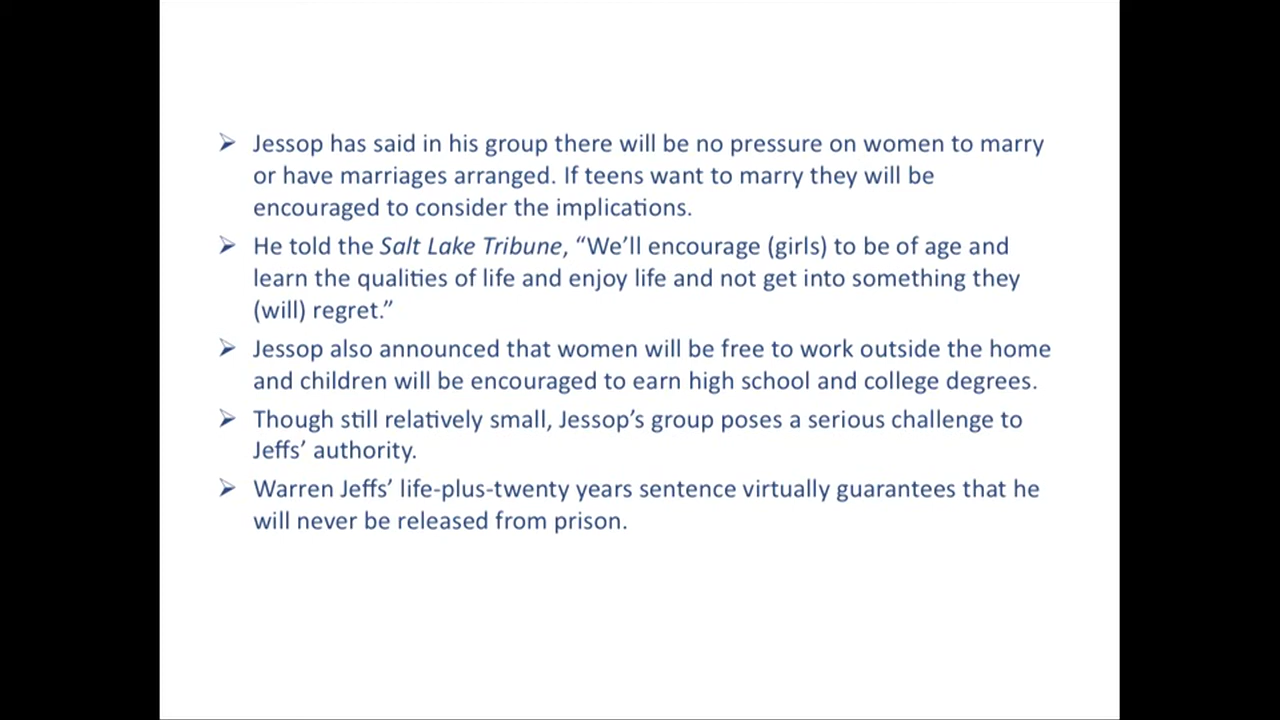 ➢ Jessop has said in his group there will be no pressure on women to marry
or have marriages arranged. If teens want to marry they will be
encouraged to consider the implications.
➢ He told the Salt Lake Tribune, “We’ll encourage (girls) to be of age and
learn the qualities of life and enjoy life and not get into something they
(will) regret.”
➢ Jessop also announced that women will be free to work outside the home
and children will be encouraged to earn high school and college degrees.
➢ Though still relatively small, Jessop’s group poses a serious challenge to
Jeffs’ authority.
➢ Warren Jeffs’ life-plus-twenty years sentence virtually guarantees that he
will never be released from prison.